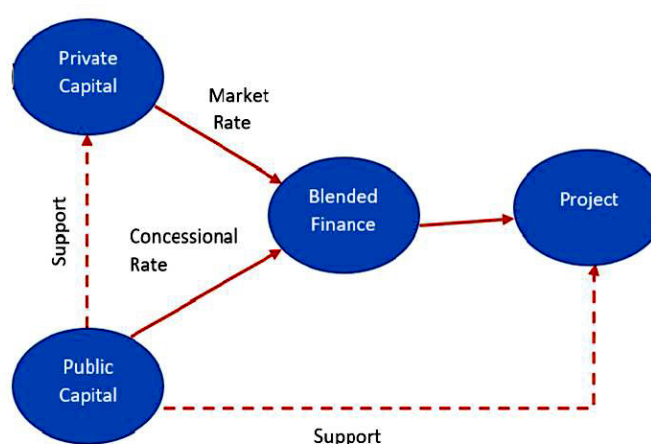 Private
Capital
Market
Rate
Blended
Finance
Project
Support
Concessional
Rate
Public
Capital
Support